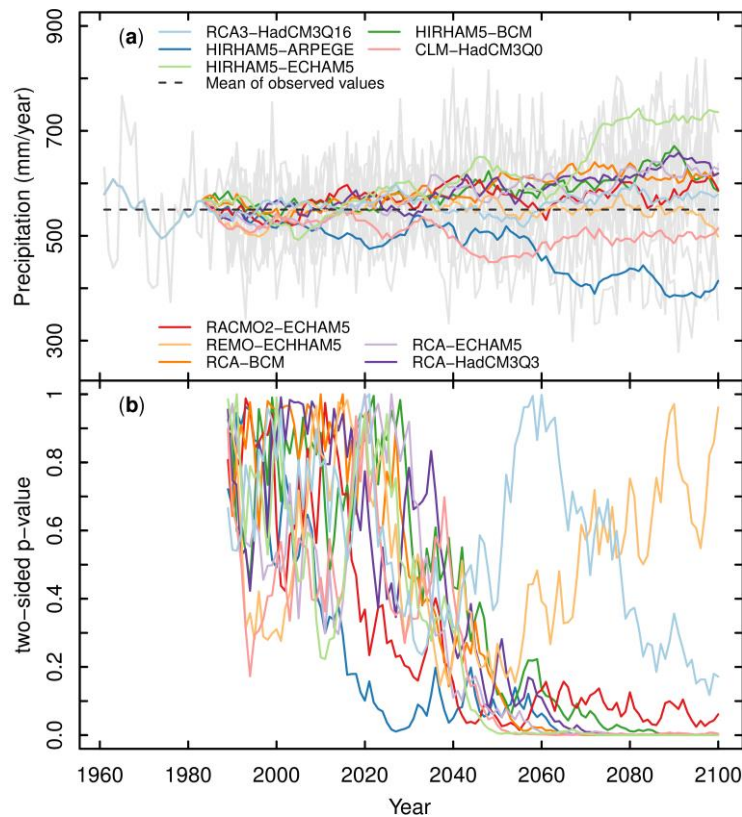 (a)
RCA3−HadCM3Q16
HIRHAM5−ARPEGE
HIRHAM5−ECHAM5
Mean of observed values
HIRHAM5−BCM
CLM−HadCM3Q0
900
700
500
300
Precipitation (mm/year)
RACMO2−ECHAM5
REMO−ECHHAM5
RCA−BCM
RCA−ECHAM5
RCA−HadCM3Q3
(b)
1
0.8
0.6
0.4
0.2
0.0
two−sided p−value
1960 1980 2000 2020 2040 2060 2080 2100
Year